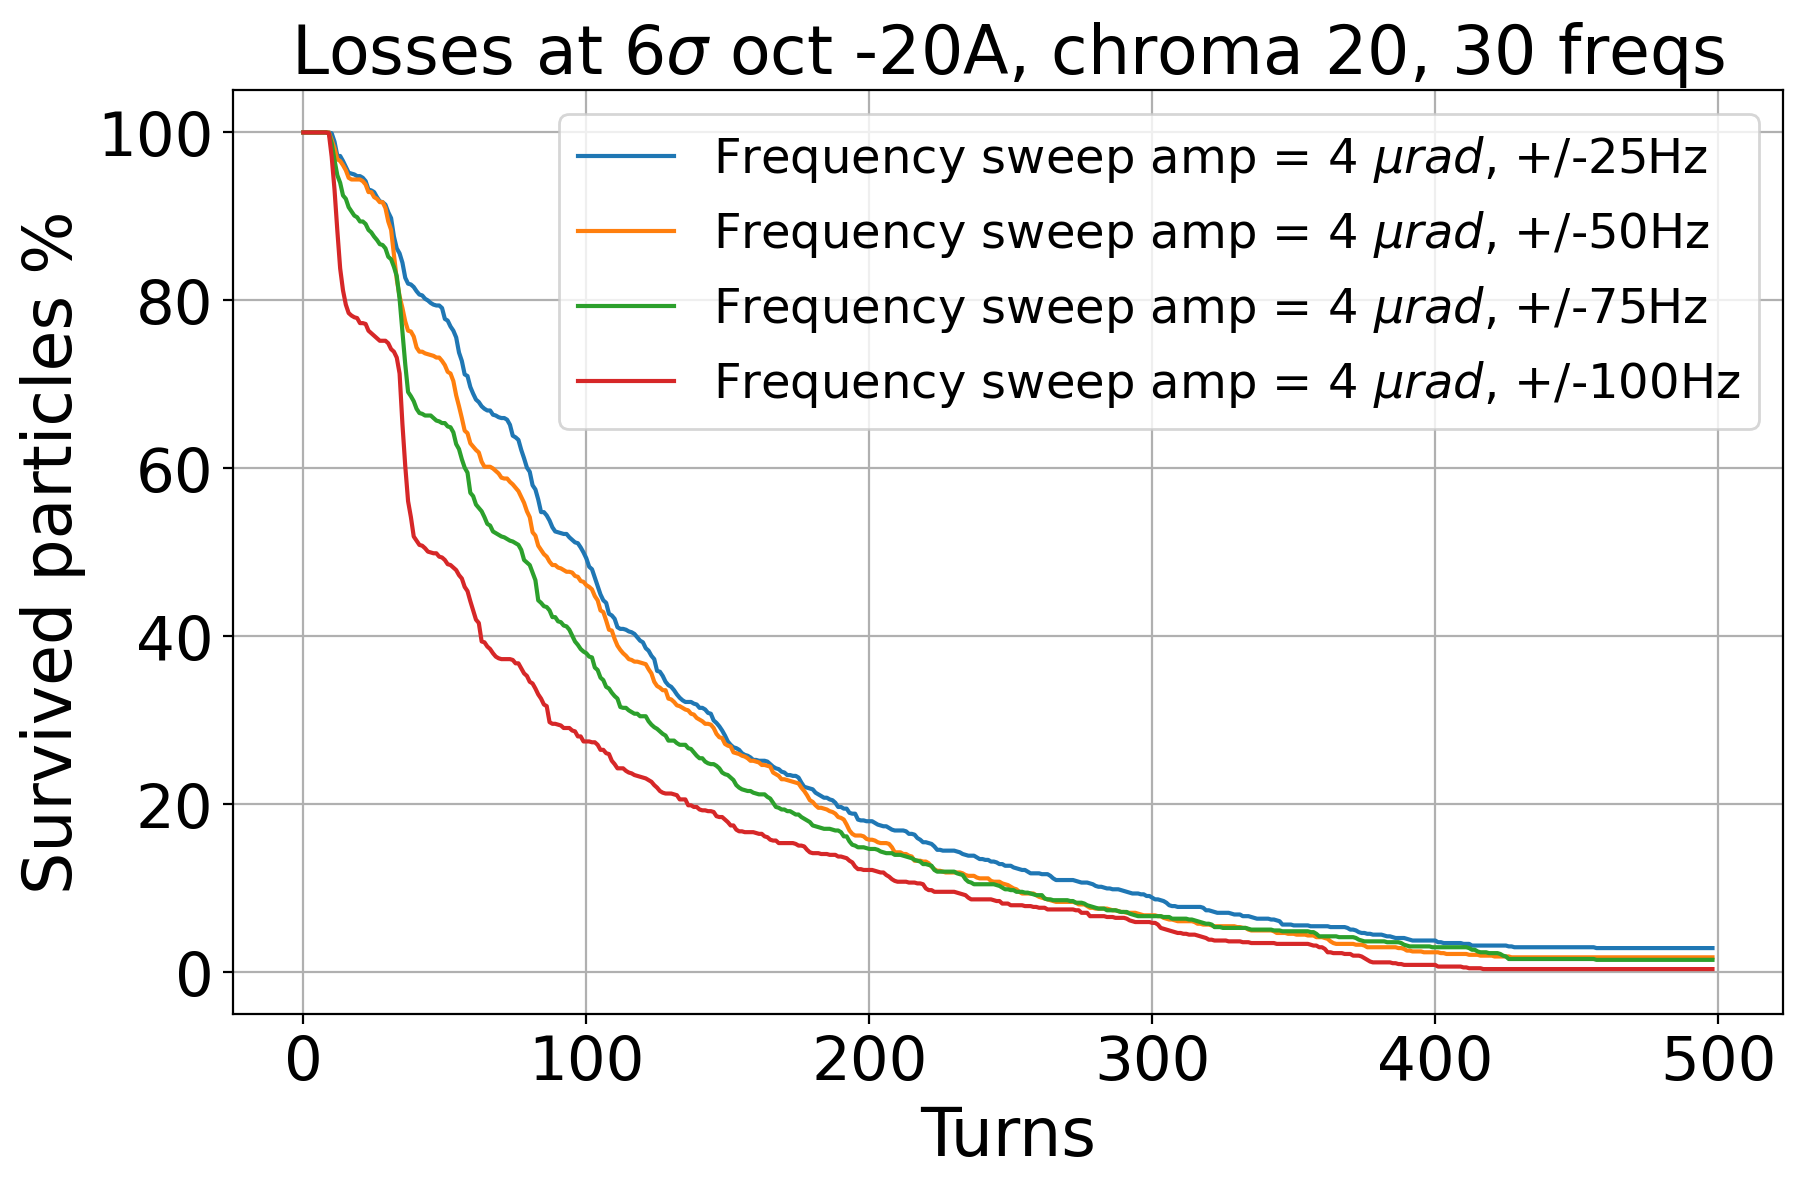 Losses at 6σ oct -20A, chroma 20, 30 freqs
Frequency sweep amp = 4 μrad, +/-25Hz
Frequency sweep amp = 4 μrad, +/-50Hz
Frequency sweep amp = 4 μrad, +/-75Hz
Frequency sweep amp = 4 μrad, +/-100Hz
Survived particles %
100
80
60
40
20
0
0 100 200 300 400 500
Turns